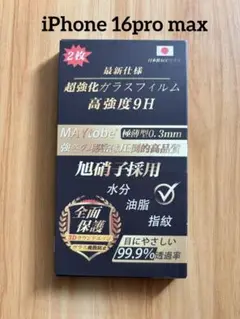 iPhone 16pro max
2枚
最新仕様
超強化ガラスフィルム
高強度9H
極薄型0.3mm
旭硝子採用
水分
油脂
指紋
全面
保護
目にやさしい
99.9%透過率